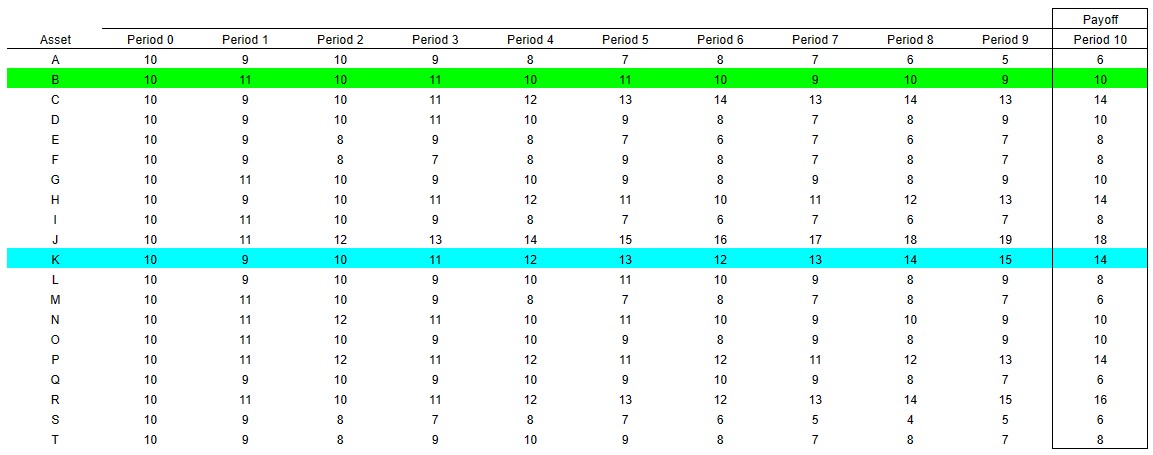 Payoff
Asset Period 0 Period 1 Period 2 Period 3 Period 4 Period 5 Period 6 Period 7 Period 8 Period 9 Period 10
A 10 9 10 9 8 7 8 7 6 5 6
B 10 11 10 11 10 11 10 9 10 9 10
C 10 9 10 11 12 13 14 13 14 13 14
D 10 9 10 11 10 9 8 7 8 9 10
E 10 9 8 9 8 7 6 7 6 7 8
F 10 9 8 7 8 9 8 7 8 7 8
G 10 11 10 9 10 9 8 9 8 9 10
H 10 9 10 11 12 11 10 11 12 13 14
I 10 11 10 9 8 7 6 7 6 7 8
J 10 11 12 13 14 15 16 17 18 19 18
K 10 9 10 11 12 13 12 13 14 15 14
L 10 9 10 9 10 11 10 9 8 9 8
M 10 11 10 9 8 7 8 7 8 7 6
N 10 11 12 11 10 11 10 9 10 9 10
O 10 11 10 9 10 9 8 9 8 9 10
P 10 11 12 11 12 11 12 11 12 13 14
Q 10 9 10 9 10 9 10 9 8 7 6
R 10 11 10 11 12 13 12 13 14 15 16
S 10 9 8 7 8 7 6 5 4 5 6
T 10 9 8 9 10 9 8 7 8 7 8